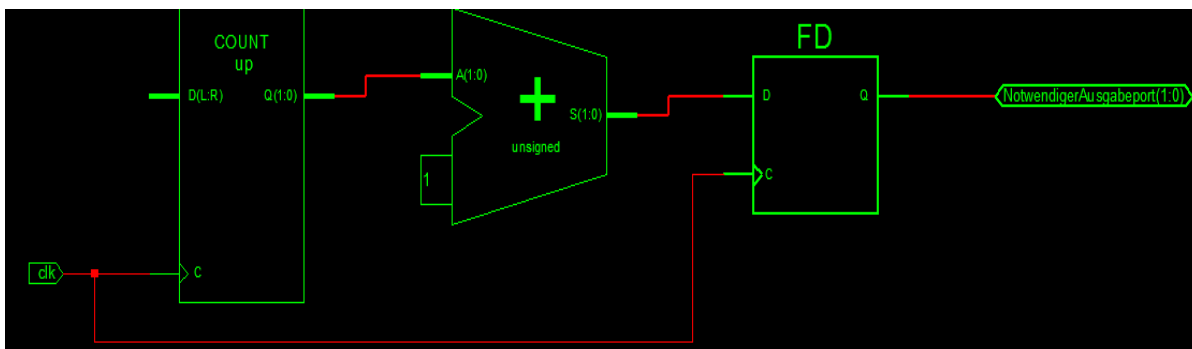 COUNT
up
D(L:R)
Q(1:0)
C
clk
A(1:0)
S(1:0)
unsigned
1
FD
D
Q
C
NotwendigerAusgabeport(1:0)